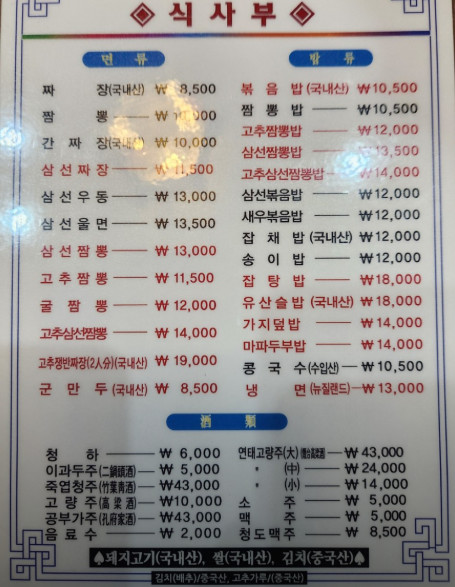 식사부
면 류
짜 장(국내산) ₩ 8,500
짬 뽕 ₩
간 짜 장(국내산) ₩ 10,000
삼 선 짜 장 ₩ 11,500
삼 선 우 동 ₩ 13,000
삼 선 울 면 ₩ 13,500
삼 선 짬 뽕 ₩ 13,000
고 추 짬 뽕 ₩ 11,500
굴 짬 뽕 ₩ 12,000
고추삼선짬뽕 ₩ 14,000
고추쟁반짜장(2人分)(국내산) ₩ 19,000
군 만 두 (국내산) ₩ 8,500
밥 류
볶 음 밥 (국내산) ₩10,500
짬 뽕 밥 ₩10,500
고추짬뽕밥 ₩12,000
삼선짬뽕밥 ₩13,500
고추삼선짬뽕밥 ₩14,000
삼선볶음밥 ₩12,000
새우볶음밥 ₩12,000
잡 채 밥 (국내산) ₩12,000
송 이 밥 ₩12,000
잡 탕 밥 ₩18,000
유 산 슬 밥 (국내산) ₩18,000
가 지 덮 밥 ₩14,000
마파두부밥 ₩14,000
콩 국 수 (수입산) ₩10,500
냉 면 (뉴질랜드) ₩13,000
酒 類
청 하 ₩ 6,000
이과두주(二鍋頭酒) ₩ 5,000
죽엽청주(竹葉靑酒) ₩43,000
고 량 주 (高 梁 酒) ₩10,000
공부가주(孔府家酒) ₩43,000
음 료 수 ₩ 2,000
연태고량주(大)(煙台高粱酒) ₩43,000
〃 (中) ₩24,000
〃 (小) ₩14,000
소 주 ₩ 5,000
맥 주 ₩ 5,000
청 도 맥 주 ₩ 8,500
♠돼지고기(국내산), 쌀(국내산), 김치(중국산)♠
김치(배추)/중국산, 고추가루/(중국산)